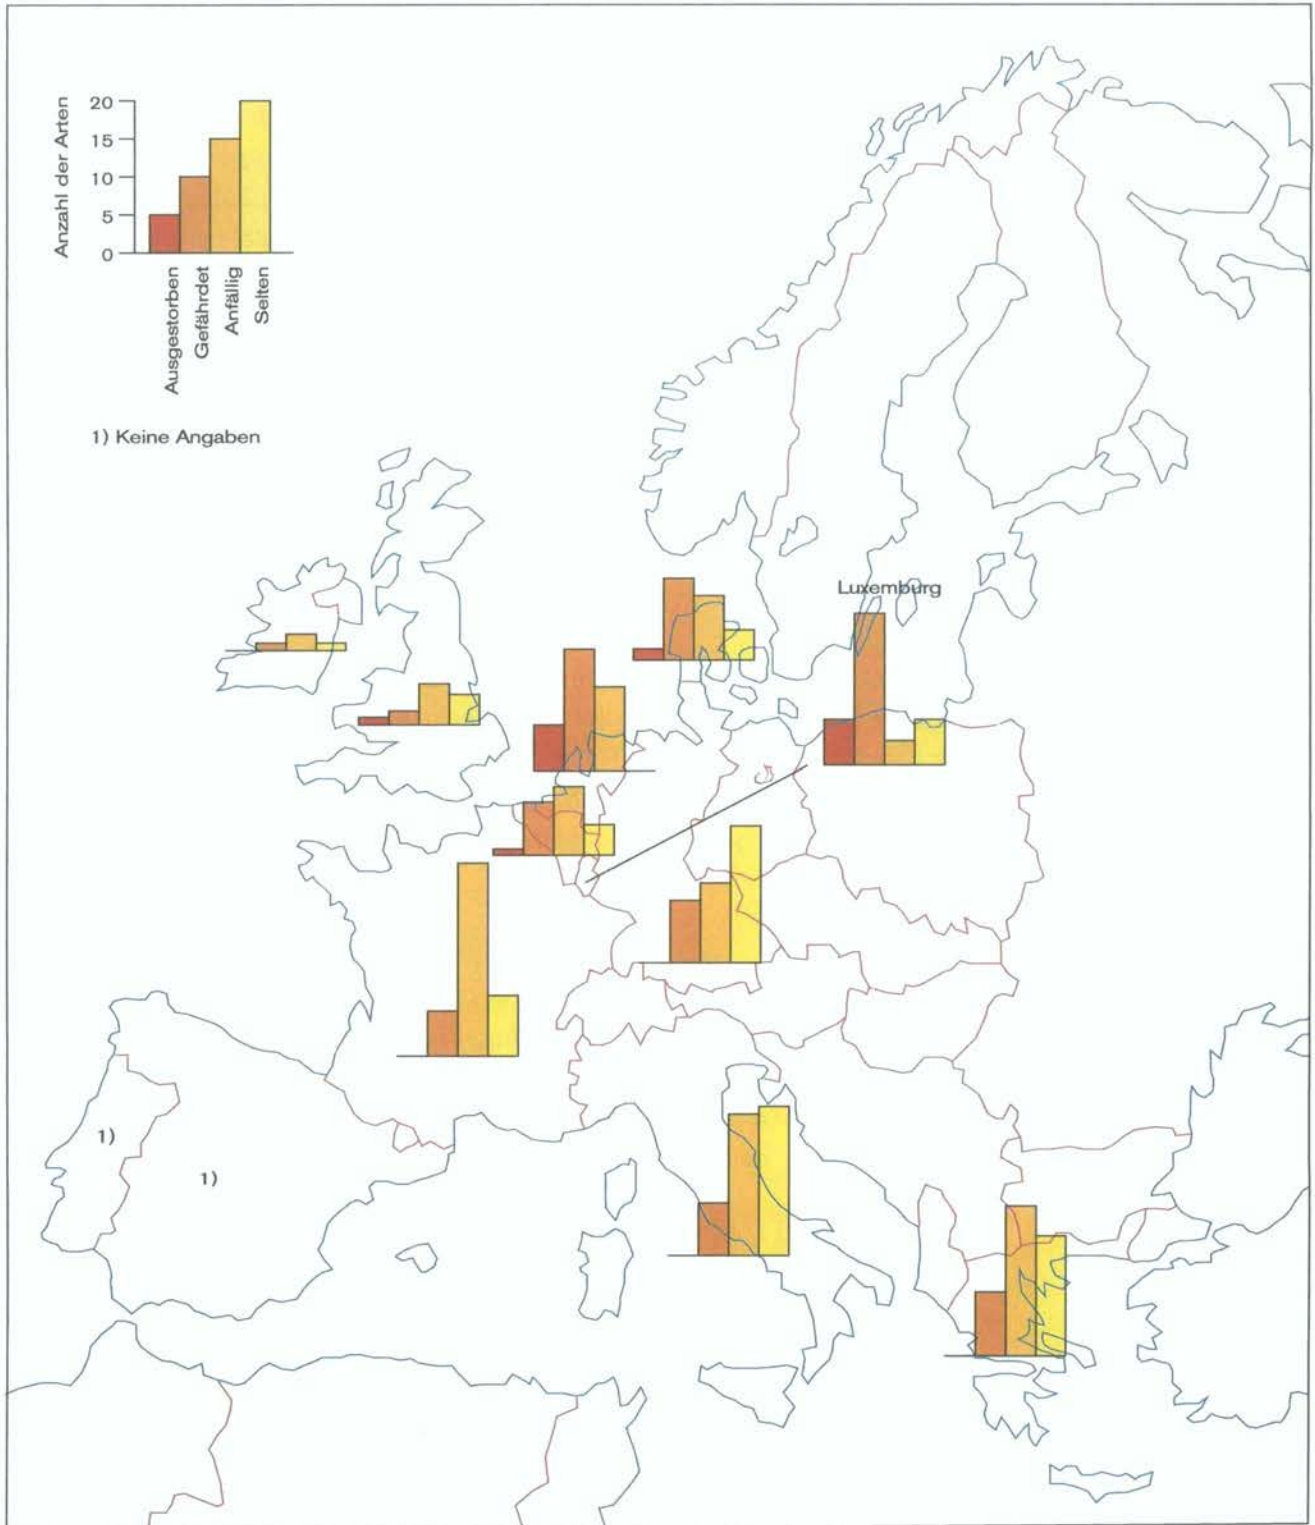 Anzahl der Arten
20
15
10
5
0
Ausgestorben
Gefährdet
Anfällig
Selten
1) Keine Angaben
Luxemburg
1)
1)